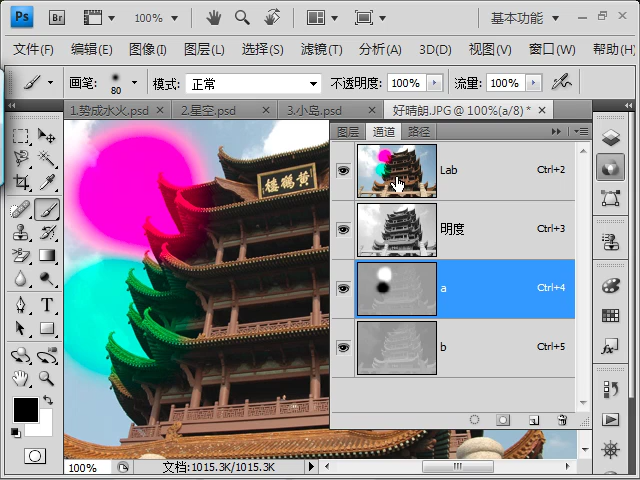 Ps Br 100% 基本功能
文件(F) 编辑(E) 图像(I) 图层(L) 选择(S) 滤镜(T) 分析(A) 3D(D) 视图(V) 窗口(W) 帮助(H)
画笔: 80 模式: 正常 不透明度: 100% 流量: 100%
1.势成水火.psd 2.星空.psd 3.小岛.psd 好晴朗.JPG @ 100%(a/8) *
图层 通道 路径
Lab Ctrl+2
明度 Ctrl+3
a Ctrl+4
b Ctrl+5
黄鹤楼
T
fx
100% 文档:1015.3K/1015.3K